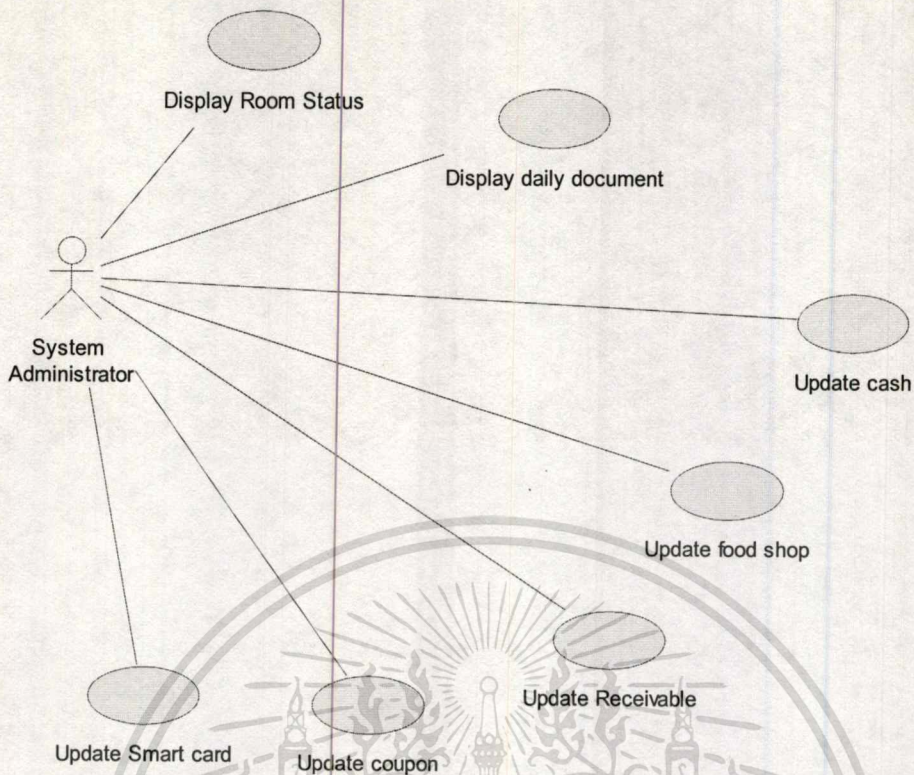 Display Room Status
Display daily document
System
Administrator
Update cash
Update food shop
Update Receivable
Update Smart card
Update coupon